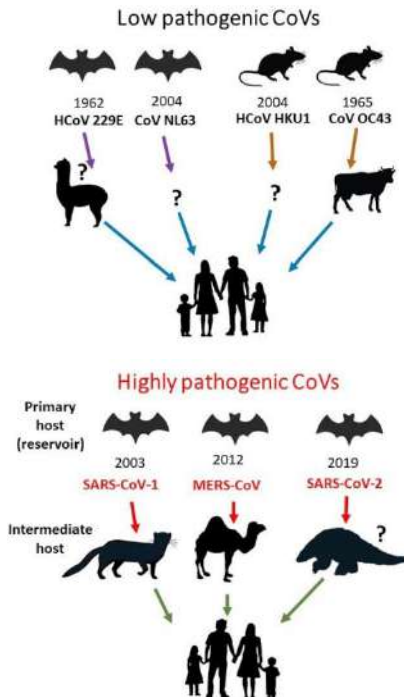 Low pathogenic CoVs
1962
HCoV 229E
2004
CoV NL63
2004
HCoV HKU1
1965
CoV OC43
?
?
?
Highly pathogenic CoVs
Primary
host
(reservoir)
2003
SARS-CoV-1
2012
MERS-CoV
2019
SARS-CoV-2
Intermediate
host
?